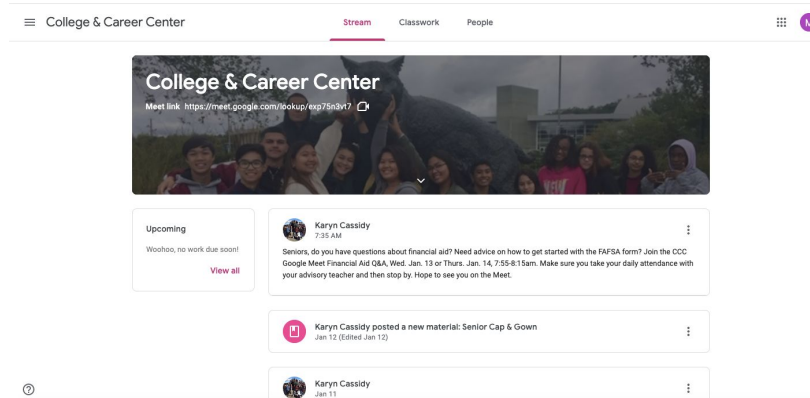 College & Career Center
Stream
Classwork
People
M
College & Career Center
Meet link https://meet.google.com/lookup/exp75n3vt7
Upcoming
Woohoo, no work due soon!
View all
Karyn Cassidy
7:35 AM
Seniors, do you have questions about financial aid? Need advice on how to get started with the FAFSA form? Join the CCC
Google Meet Financial Aid Q&A, Wed. Jan. 13 or Thurs. Jan. 14, 7:55-8:15am. Make sure you take your daily attendance with
your advisory teacher and then stop by. Hope to see you on the Meet.
Karyn Cassidy posted a new material: Senior Cap & Gown
Jan 12 (Edited Jan 12)
Karyn Cassidy
Jan 11